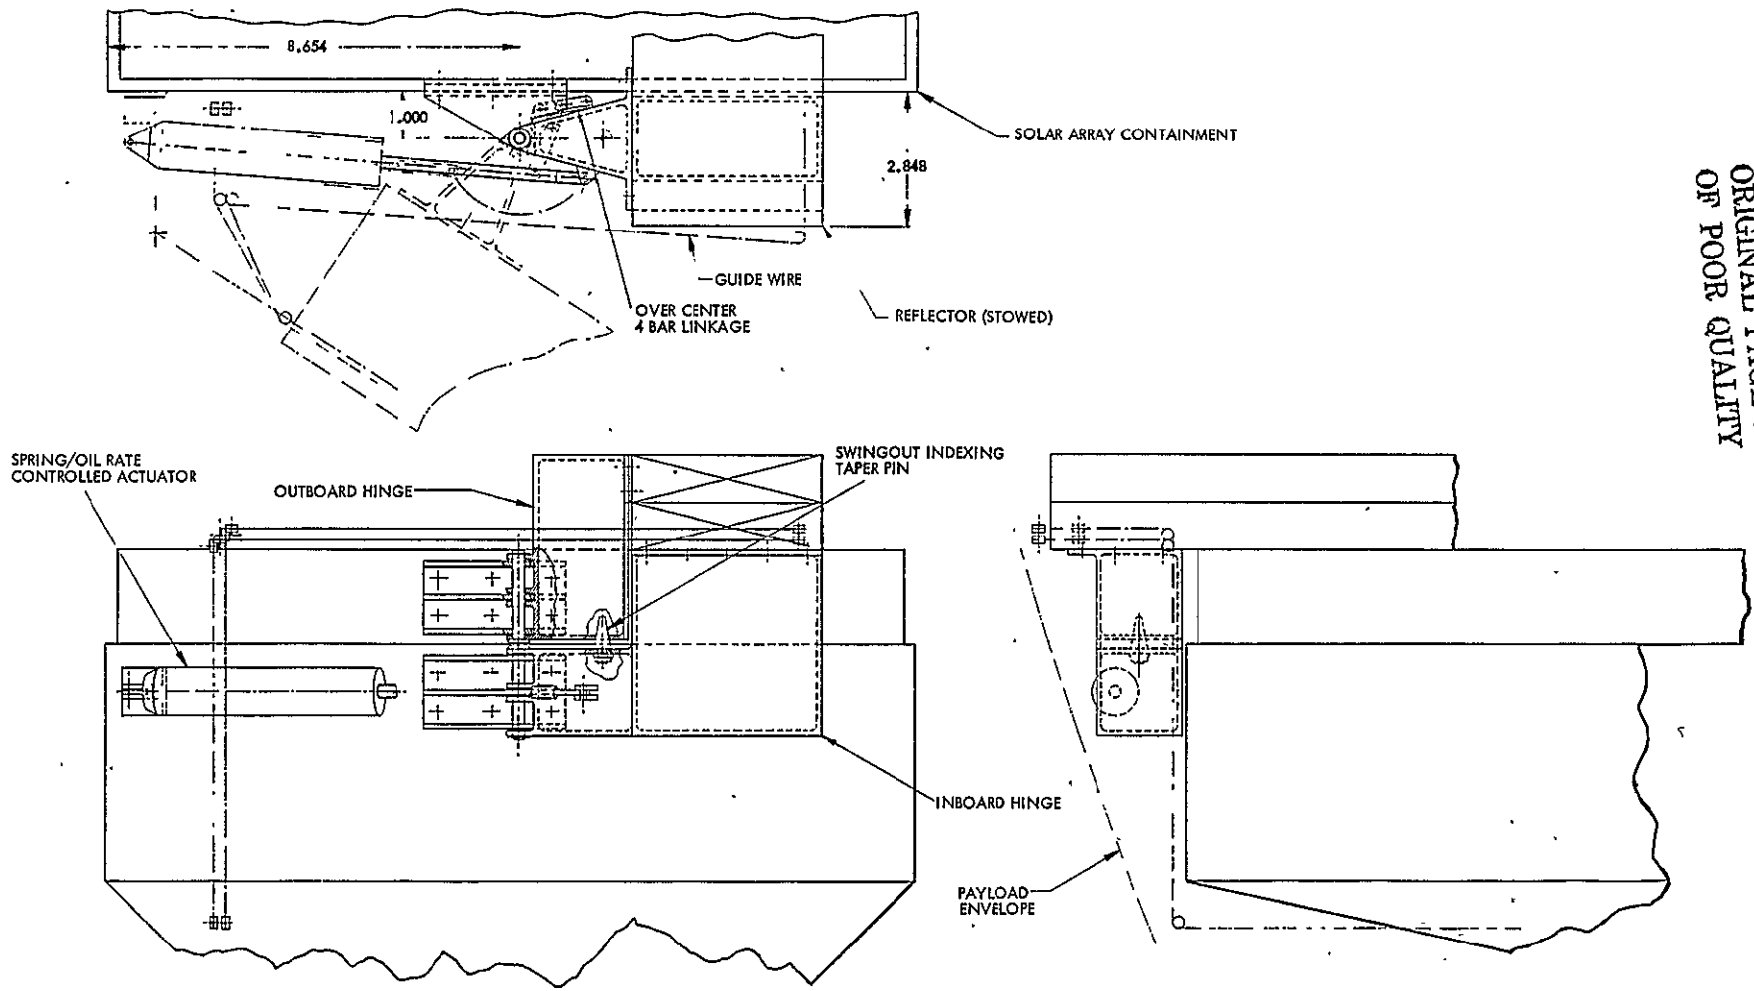 8.654
1.000
SOLAR ARRAY CONTAINMENT
2.848
GUIDE WIRE
OVER CENTER
4 BAR LINKAGE
REFLECTOR (STOWED)
ORIGINAL
OF POOR QUALITY
SPRING/OIL RATE
CONTROLLED ACTUATOR
OUTBOARD HINGE
SWINGOUT INDEXING
TAPER PIN
INBOARD HINGE
PAYLOAD
ENVELOPE